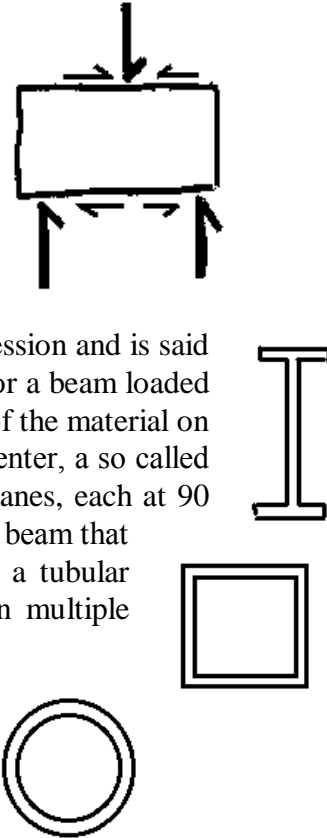 ession and is said
or a beam loaded
of the material on
enter, a so called
anes, each at 90
beam that
a tubular
n multiple